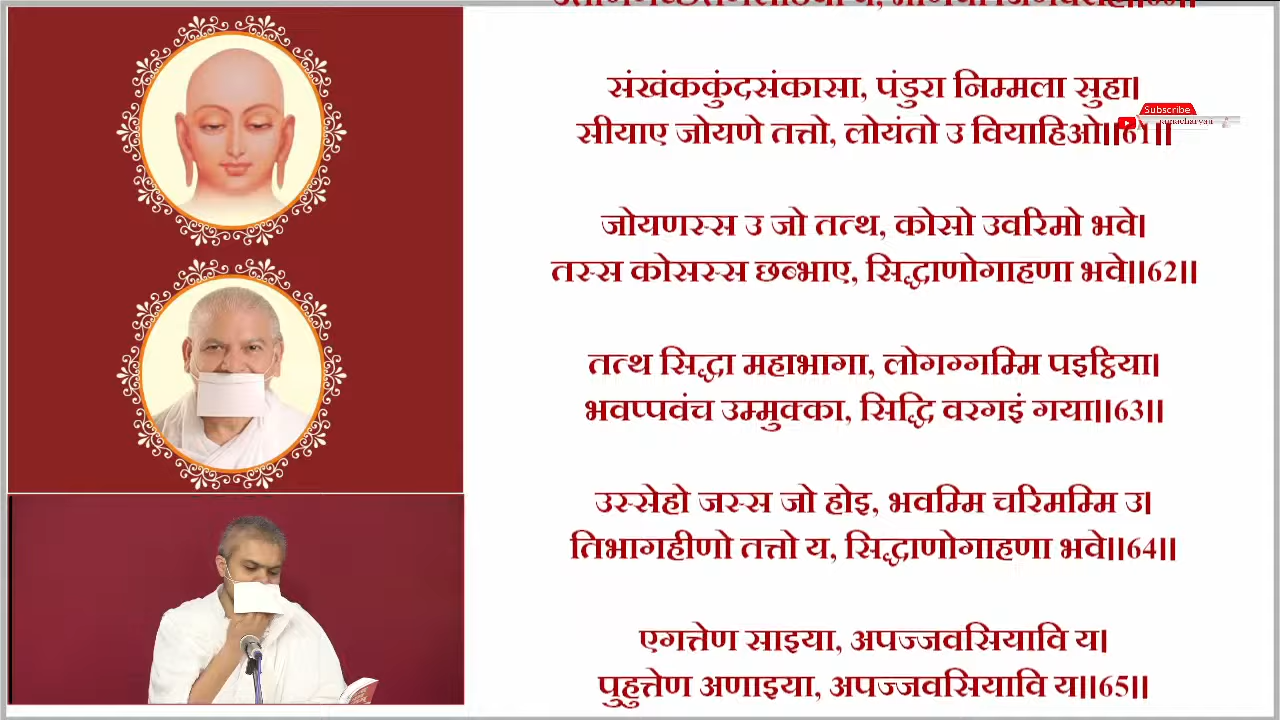 संखंककुंदसंकासा, पंडुरा निम्मला सुहा।
सीयाए जोयणे तत्तो, लोयंतो उ वियाहिओ॥61॥
Subscribe
जोयणस्स उ जो तत्थ, कोसो उवरिमो भवे।
तस्स कोसस्स छब्भाए, सिद्धाणोगाहणा भवे॥62॥
तत्थ सिद्धा महाभागा, लोगग्गम्मि पइट्ठिया।
भवप्पवंच उम्मुक्का, सिद्धि वरगइं गया॥63॥
उस्सेहो जस्स जो होइ, भवम्मि चरिमम्मि उ।
तिभागहीणो तत्तो य, सिद्धाणोगाहणा भवे॥64॥
एगत्तेण साइया, अपज्जवसियावि य।
पुहुत्तेण अणाइया, अपज्जवसियावि य॥65॥